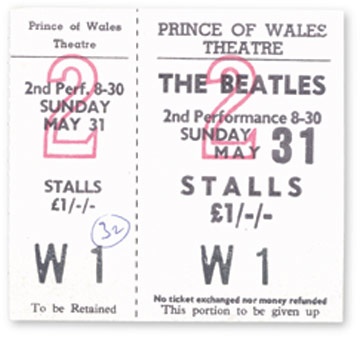 Prince of Wales
Theatre
2
2nd Perf. 8-30
SUNDAY
MAY 31
STALLS
£1/-/-
32
W 1
To be Retained
PRINCE OF WALES
THEATRE
2
THE BEATLES
2nd Performance 8-30
SUNDAY
MAY 31
STALLS
£1/-/-
W 1
No ticket exchanged nor money refunded
This portion to be given up